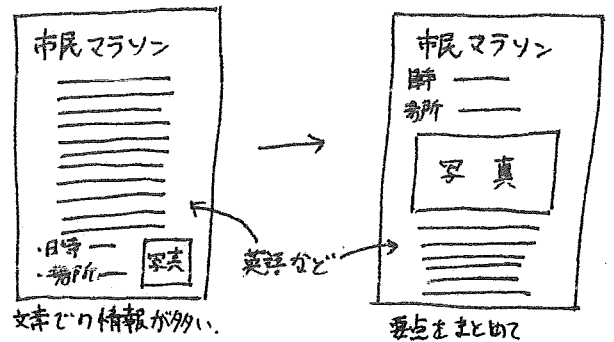 市民マラソン
・日時
・場所
写真
文章での情報が多い.
英語など
市民マラソン
日時
場所
写真
要点をまとめて